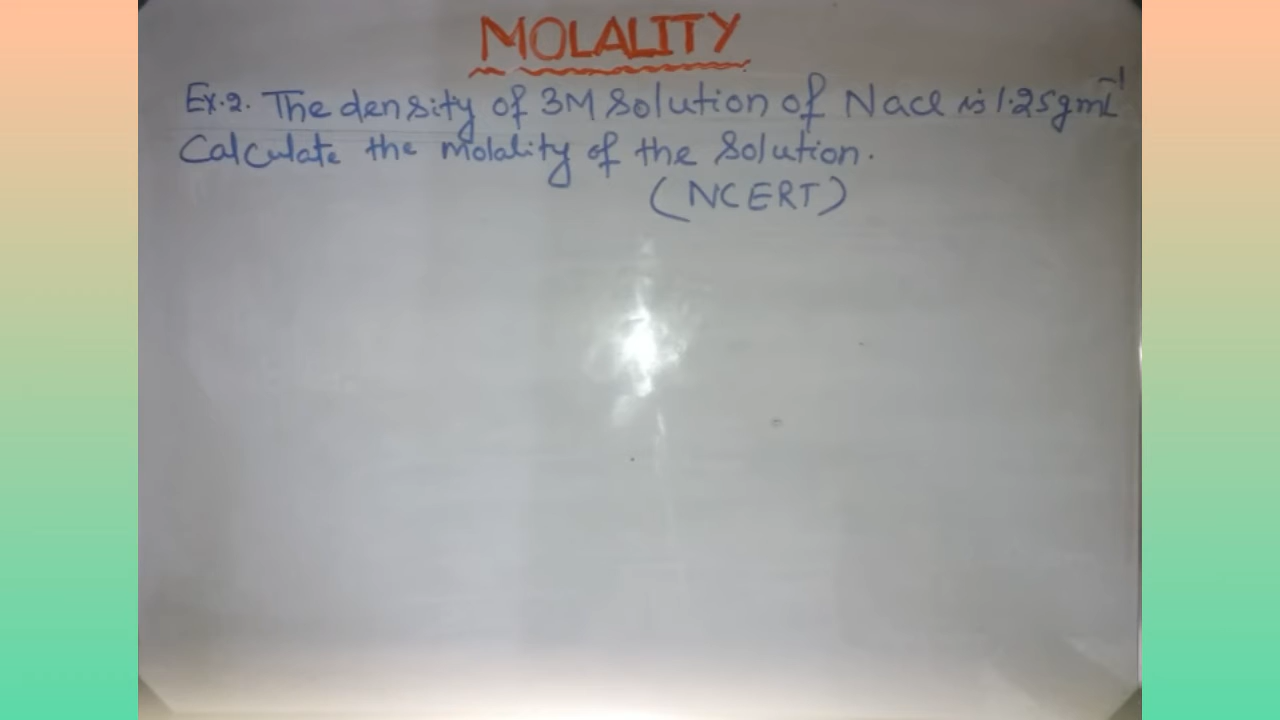 MOLALITY
Ex.2. The density of 3M Solution of Nacl is 1.25gmL⁻¹
Calculate the molality of the Solution.
(NCERT)